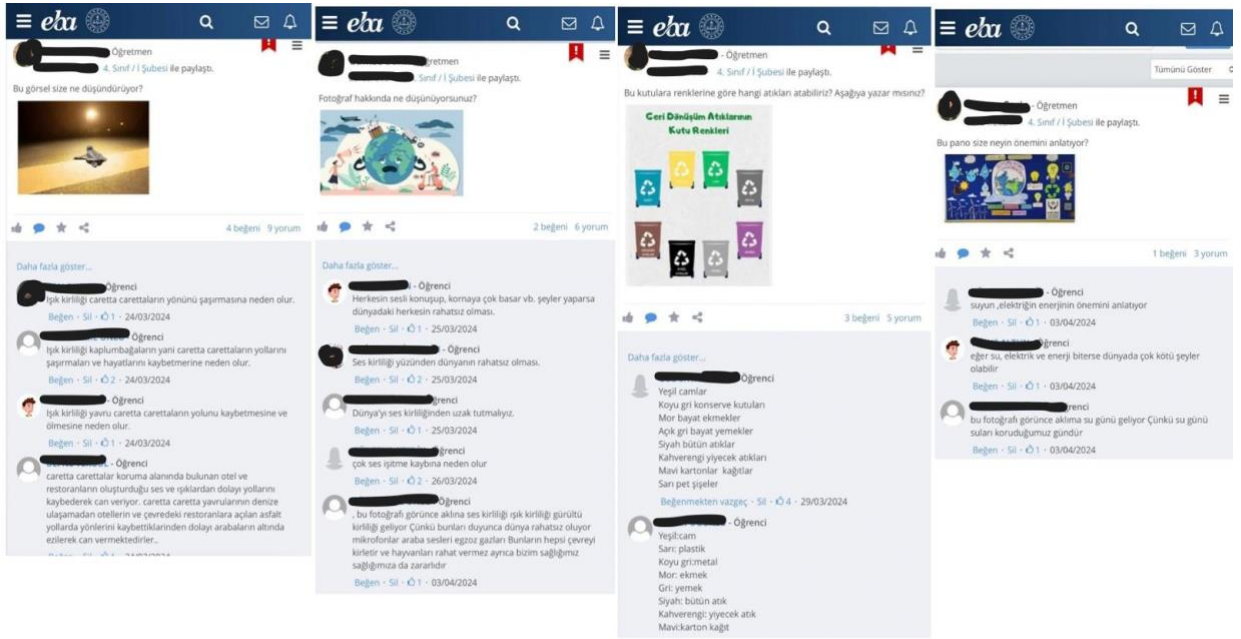 eba
Öğretmen
4. Sınıf / İ Şubesi ile paylaştı.
Bu görsel size ne düşündürüyor?
4 beğeni 9 yorum
Daha fazla göster...
Öğrenci
Işık kirliliği caretta carettaların yönünü şaşırmasına neden olur.
Beğen · Sil · 1 · 24/03/2024
Öğrenci
Işık kirliliği kaplumbağaların yani caretta carettaların yollarını
şaşırmaları ve hayatlarını kaybetmerine neden olur.
Beğen · Sil · 2 · 24/03/2024
- Öğrenci
Işık kirliliği yavru caretta carettaların yolunu kaybetmesine ve
ölmesine neden olur.
Beğen · Sil · 1 · 24/03/2024
- Öğrenci
caretta carettalar koruma alanında bulunan otel ve
restoranların oluşturduğu ses ve ışıklardan dolayı yollarını
kaybederek can veriyor. caretta caretta yavrularının denize
ulaşamadan otellerin ve çevredeki restoranlara açılan asfalt
yollarda yönlerini kaybettiklerinden dolayı arabaların altında
ezilerek can vermektedirler..
eba
ğretmen
4. Sınıf / İ Şubesi ile paylaştı.
Fotoğraf hakkında ne düşünüyorsunuz?
2 beğeni 6 yorum
Daha fazla göster...
- Öğrenci
Herkesin sesli konuşup, kornaya çok basar vb. şeyler yaparsa
dünyadaki herkesin rahatsız olması.
Beğen · Sil · 1 · 25/03/2024
- Öğrenci
Ses kirliliği yüzünden dünyanın rahatsız olması.
Beğen · Sil · 2 · 25/03/2024
ğrenci
Dünya'yı ses kirliliğinden uzak tutmalıyız.
Beğen · Sil · 1 · 25/03/2024
ğrenci
çok ses işitme kaybına neden olur
Beğen · Sil · 2 · 26/03/2024
Öğrenci
, bu fotoğrafı görünce aklına ses kirliliği ışık kirliliği gürültü
kirliliği geliyor Çünkü bunları duyunca dünya rahatsız oluyor
mikrofonlar araba sesleri egzoz gazları Bunların hepsi çevreyi
kirletir ve hayvanları rahat vermez ayrıca bizim sağlığımız
sağlığımıza da zararlıdır
Beğen · Sil · 1 · 03/04/2024
eba
- Öğretmen
4. Sınıf / İ Şubesi ile paylaştı.
Bu kutulara renklerine göre hangi atıkları atabiliriz? Aşağıya yazar mısınız?
Geri Dönüşüm Atıklarının
Kutu Renkleri
3 beğeni 5 yorum
Daha fazla göster...
Öğrenci
Yeşil camlar
Koyu gri konserve kutuları
Mor bayat ekmekler
Açık gri bayat yemekler
Siyah bütün atıklar
Kahverengi yiyecek atıkları
Mavi kartonlar kağıtlar
Sarı pet şişeler
Beğenmekten vazgeç · Sil · 4 · 29/03/2024
- Öğrenci
Yeşil:cam
Sarı: plastik
Koyu gri:metal
Mor: ekmek
Gri: yemek
Siyah: bütün atık
Kahverengi: yiyecek atık
Mavi:karton kağıt
eba
Tümünü Göster
- Öğretmen
4. Sınıf / İ Şubesi ile paylaştı.
Bu pano size neyin önemini anlatıyor?
1 beğeni 3 yorum
- Öğrenci
suyun ,elektriğin enerjinin önemini anlatıyor
Beğen · Sil · 1 · 03/04/2024
Öğrenci
eğer su, elektrik ve enerji biterse dünyada çok kötü şeyler
olabilir
Beğen · Sil · 1 · 03/04/2024
renci
bu fotoğrafı görünce aklıma su günü geliyor Çünkü su günü
suları koruduğumuz gündür
Beğen · Sil · 1 · 03/04/2024